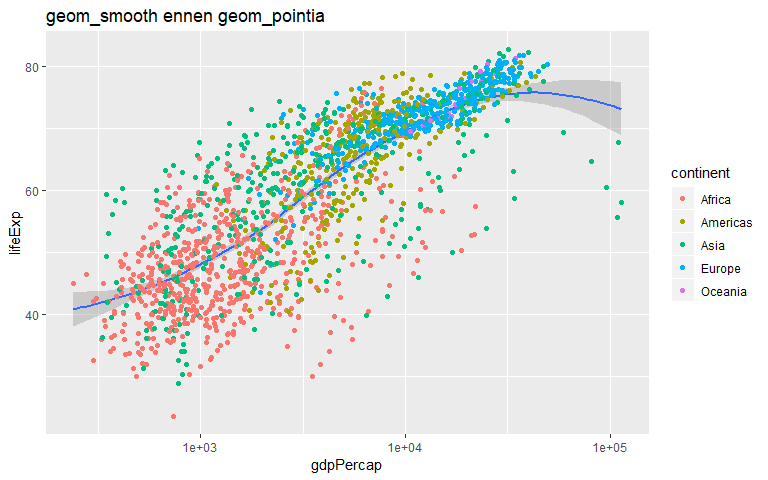 geom_smooth ennen geom_pointia
80
60
40
lifeExp
1e+03
1e+04
1e+05
gdpPercap
continent
Africa
Americas
Asia
Europe
Oceania